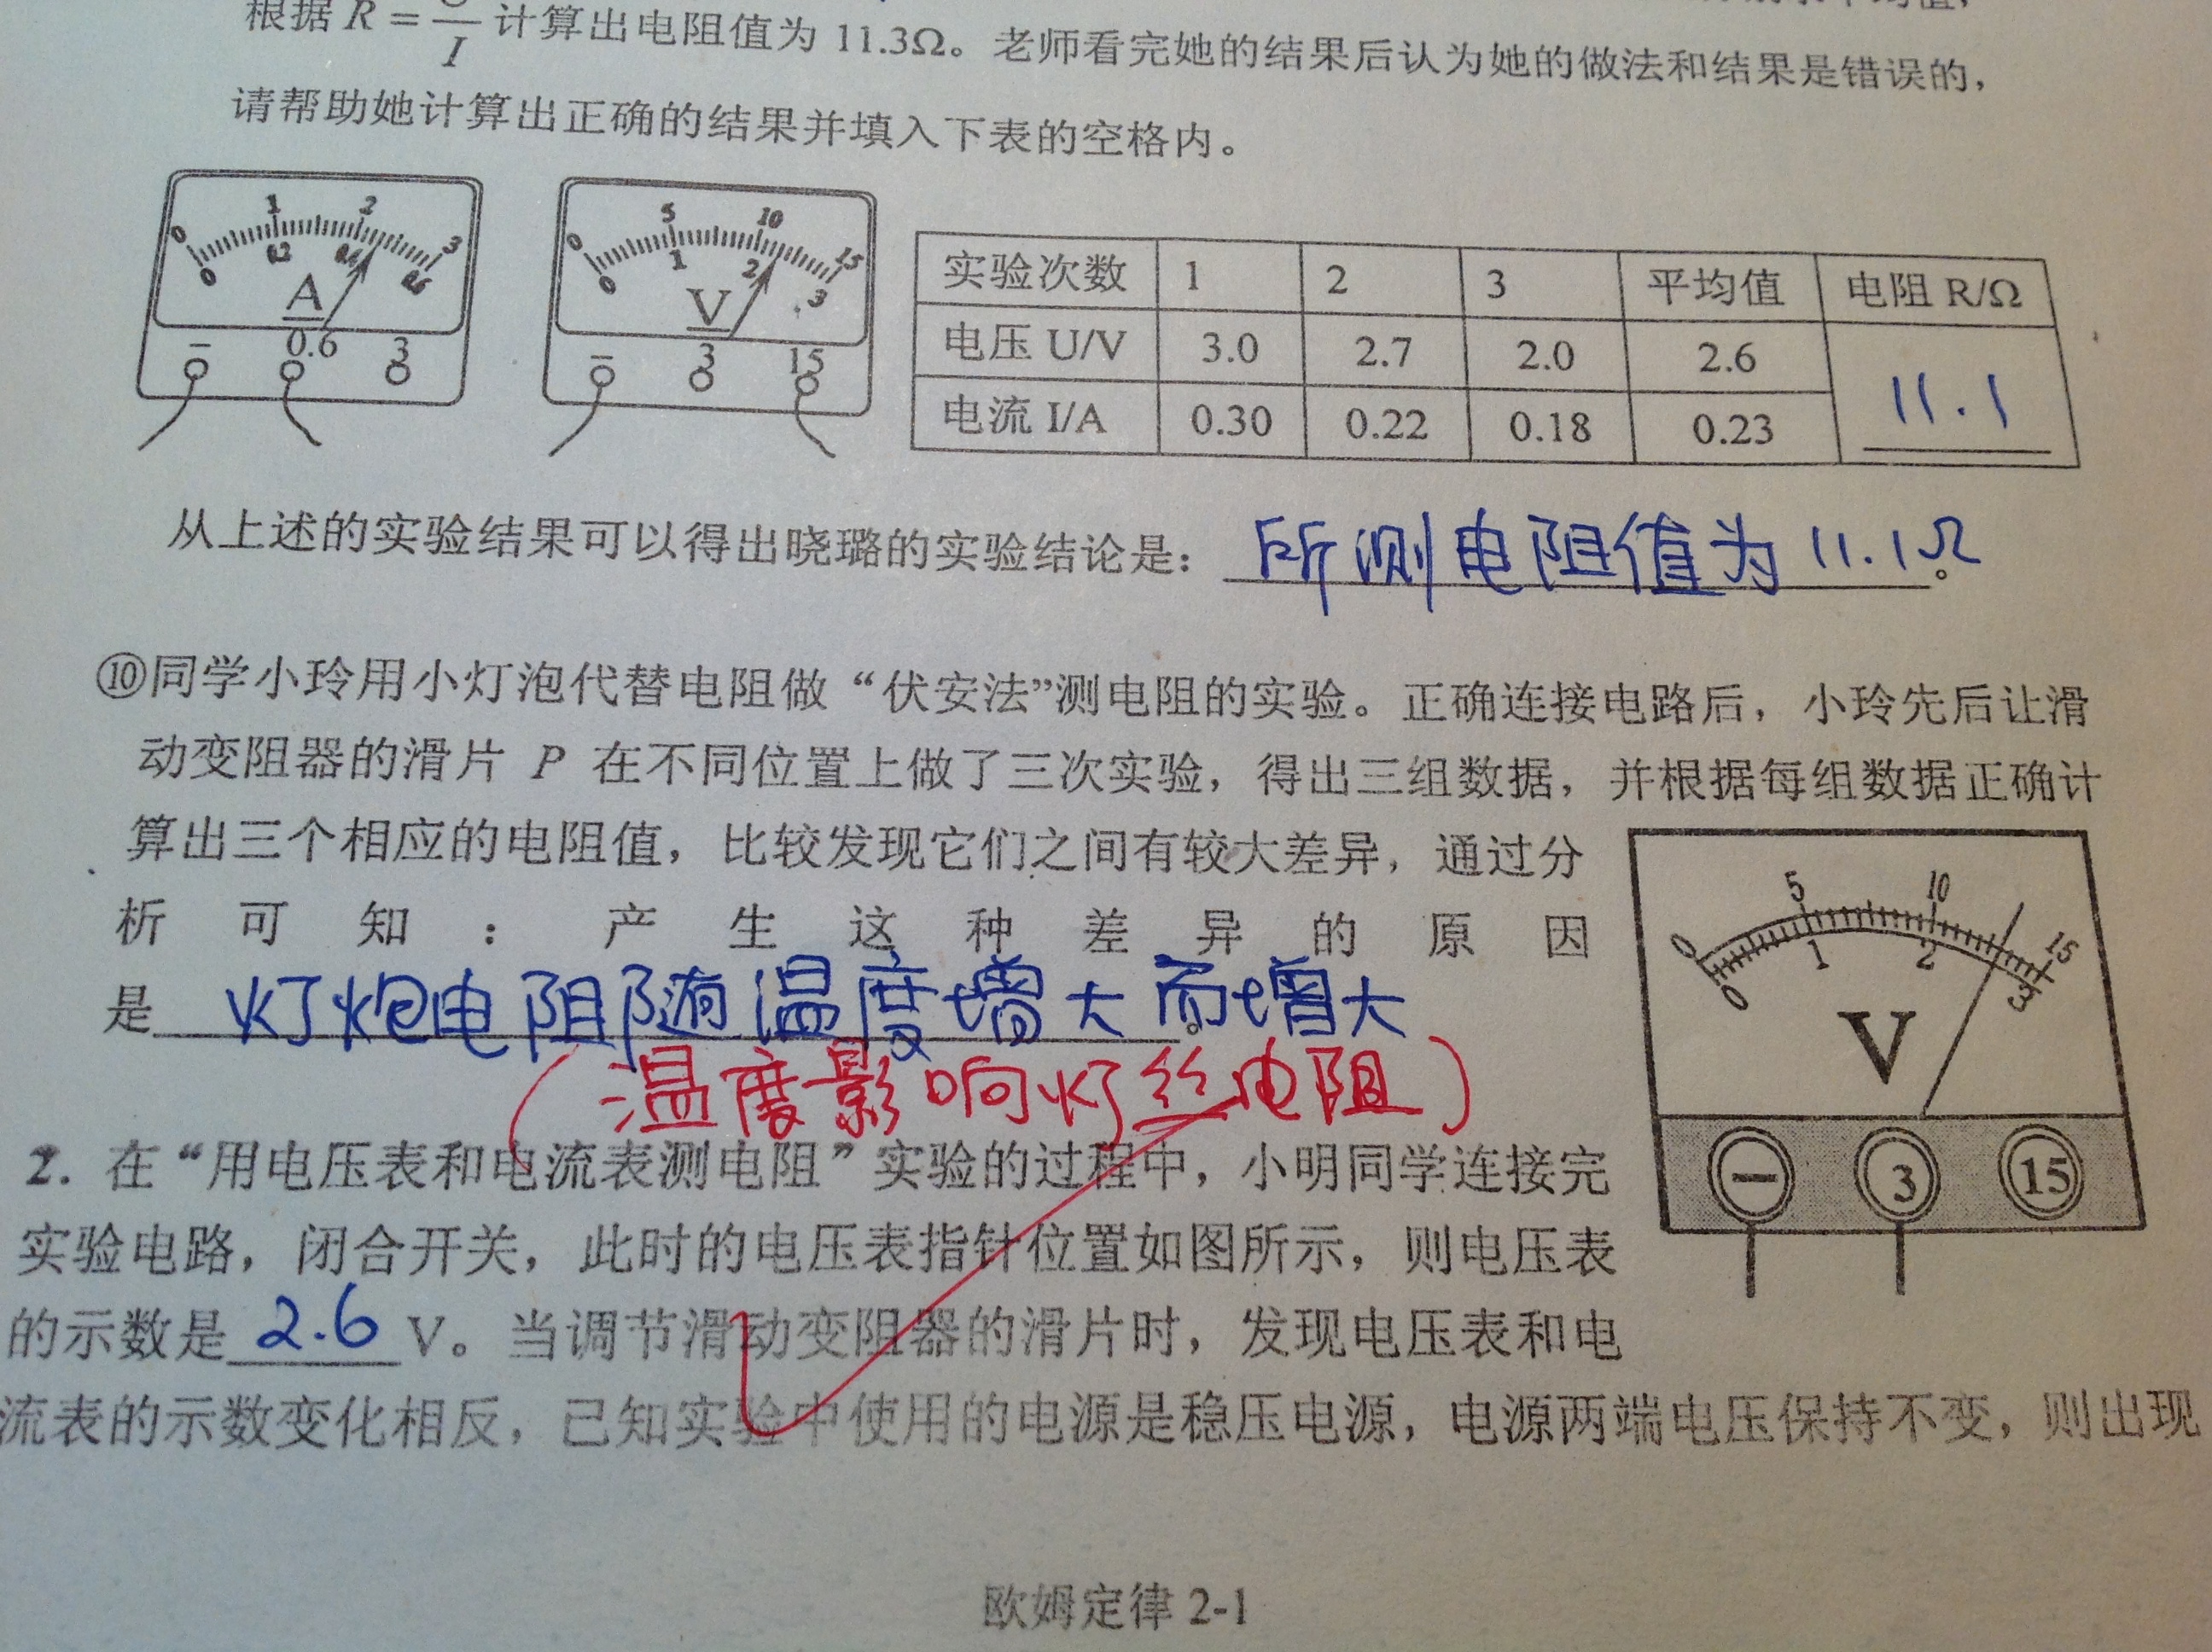 根据 R = U/I 计算出电阻值为 11.3Ω。老师看完她的结果后认为她的做法和结果是错误的，
请帮助她计算出正确的结果并填入下表的空格内。
0 1 2 3
0 0.2 0.4 0.6
A
− 0.6 3
0 5 10 15
0 1 2 3
V
− 3 15
实验次数 1 2 3 平均值 电阻 R/Ω
电压 U/V 3.0 2.7 2.0 2.6 11.1
电流 I/A 0.30 0.22 0.18 0.23
从上述的实验结果可以得出晓璐的实验结论是：所测电阻值为 11.1Ω。
⑩同学小玲用小灯泡代替电阻做“伏安法”测电阻的实验。正确连接电路后，小玲先后让滑
动变阻器的滑片 P 在不同位置上做了三次实验，得出三组数据，并根据每组数据正确计
算出三个相应的电阻值，比较发现它们之间有较大差异，通过分
析可知：产生这种差异的原因
是灯炮电阻随温度增大而增大。
（温度影响灯丝电阻）
0 5 10 15
0 1 2 3
V
− 3 15
2. 在“用电压表和电流表测电阻”实验的过程中，小明同学连接完
实验电路，闭合开关，此时的电压表指针位置如图所示，则电压表
的示数是 2.6 V。当调节滑动变阻器的滑片时，发现电压表和电
流表的示数变化相反，已知实验中使用的电源是稳压电源，电源两端电压保持不变，则出现
欧姆定律 2-1